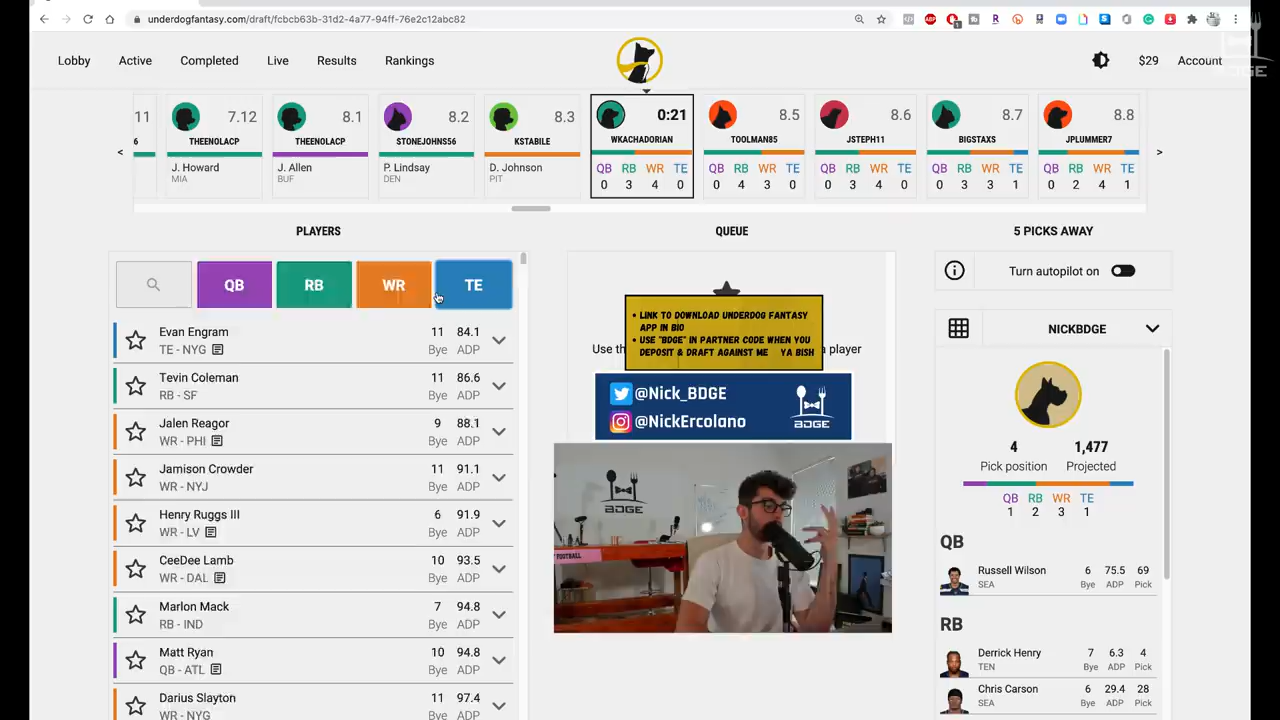 underdogfantasy.com/draft/fcbcb63b-31d2-4a77-94ff-76e2c12abc82
Lobby Active Completed Live Results Rankings $29 Account
BDGE
11 7.12 8.1 8.2 8.3 0:21 8.5 8.6 8.7 8.8
6 THEENOLACP THEENOLACP STONEJOHNS56 KSTABILE WKACHADORIAN TOOLMAN85 JSTEPH11 BIGSTAXS JPLUMMER7
J. Howard J. Allen P. Lindsay D. Johnson QB RB WR TE QB RB WR TE QB RB WR TE QB RB WR TE QB RB WR TE
MIA BUF DEN PIT 0 3 4 0 0 4 3 0 0 3 4 0 0 3 3 1 0 2 4 1
< >
PLAYERS QUEUE 5 PICKS AWAY
QB RB WR TE
Turn autopilot on
Evan Engram 11 84.1
TE - NYG Bye ADP
Tevin Coleman 11 86.6
RB - SF Bye ADP
Jalen Reagor 9 88.1
WR - PHI Bye ADP
Jamison Crowder 11 91.1
WR - NYJ Bye ADP
Henry Ruggs III 6 91.9
WR - LV Bye ADP
CeeDee Lamb 10 93.5
WR - DAL Bye ADP
Marlon Mack 7 94.8
RB - IND Bye ADP
Matt Ryan 10 94.8
QB - ATL Bye ADP
Darius Slayton 11 97.4
WR - NYG Bye ADP
• LINK TO DOWNLOAD UNDERDOG FANTASY
APP IN BIO
• USE "BDGE" IN PARTNER CODE WHEN YOU
DEPOSIT & DRAFT AGAINST ME YA BISH
Use th a player
@Nick_BDGE
@NickErcolano
BDGE
BDGE
FOOTBALL
NICKBDGE
4 1,477
Pick position Projected
QB RB WR TE
1 2 3 1
QB
Russell Wilson 6 75.5 69
SEA Bye ADP Pick
RB
Derrick Henry 7 6.3 4
TEN Bye ADP Pick
Chris Carson 6 29.4 28
SEA Bye ADP Pick